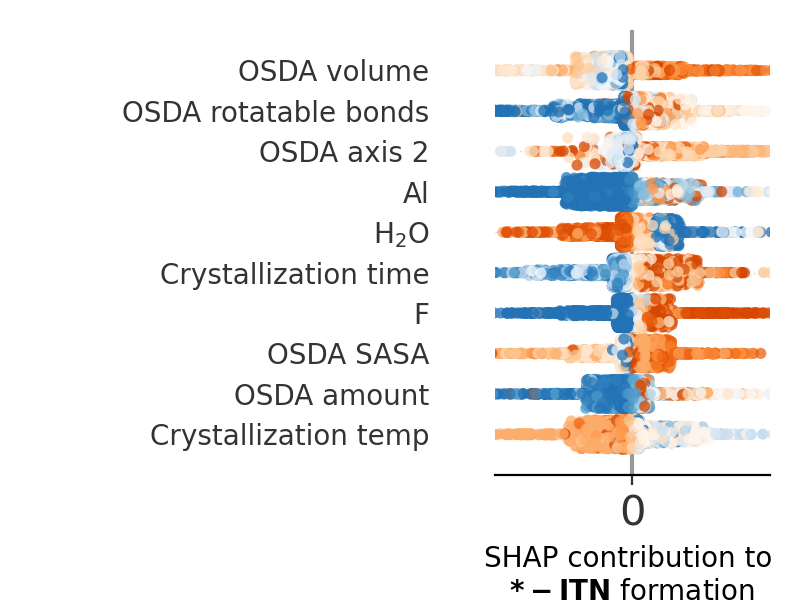 OSDA volume
OSDA rotatable bonds
OSDA axis 2
Al
H₂O
Crystallization time
F
OSDA SASA
OSDA amount
Crystallization temp
0
SHAP contribution to
*−ITN formation